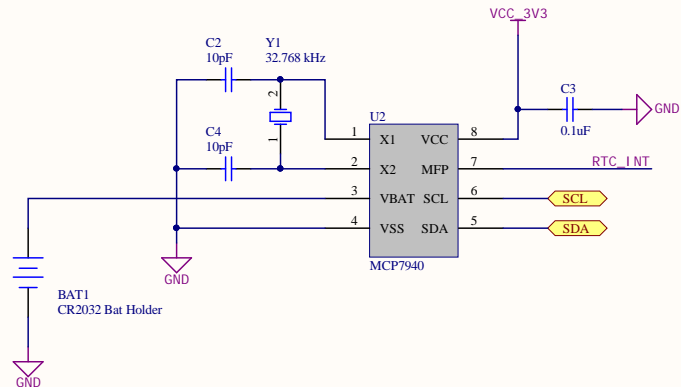 VCC_3V3
C2
10pF
Y1
32.768 kHz
2
1
C4
10pF
C3
0.1uF
GND
U2
1
X1
VCC
8
2
X2
MFP
7
RTC_INT
3
VBAT
SCL
6
SCL
4
VSS
SDA
5
SDA
MCP7940
GND
BAT1
CR2032 Bat Holder
GND